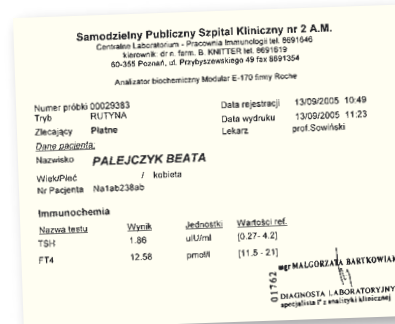 Samodzielny Publiczny Szpital Kliniczny nr 2 A.M.
Centralne Laboratorium - Pracownia Immunologii tel. 8691646
kierownik: dr n. farm. B. KNITTER tel. 8691619
60-355 Poznań, ul. Przybyszewskiego 49 fax 8691354
Analizator biochemiczny Modular E-170 firmy Roche
Numer próbki 00029383 Data rejestracji 13/09/2005 10:49
Tryb RUTYNA Data wydruku 13/09/2005 11:23
Zlecający Płatne Lekarz prof.Sowiński
Dane pacjenta:
Nazwisko PALEJCZYK BEATA
Wiek/Płeć / kobieta
Nr Pacjenta Na1ab238ab
Immunochemia
Nazwa testu Wynik Jednostki Wartości ref.
TSH 1.86 uIU/ml [0.27- 4.2]
FT4 12.58 pmol/l [11.5 - 21]
01762
mgr MAŁGORZATA BARTKOWIAK
DIAGNOSTA LABORATORYJNY
specjalista I° z analityki klinicznej